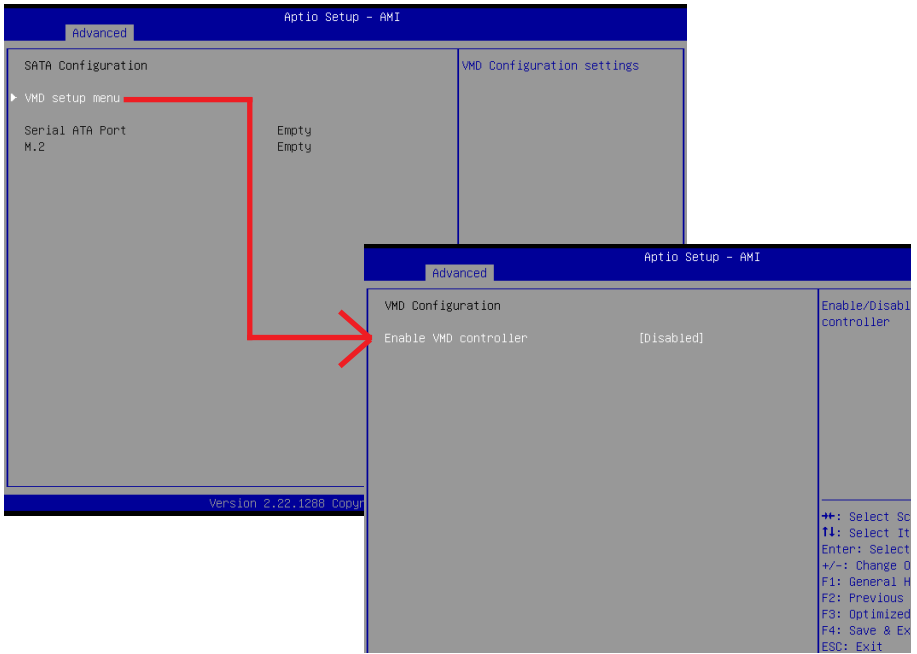 Aptio Setup - AMI
Advanced
SATA Configuration
VMD setup menu
Serial ATA Port Empty
M.2 Empty
VMD Configuration settings
Version 2.22.1288
Aptio Setup - AMI
Advanced
VMD Configuration
Enable VMD controller [Disabled]
Enable/Disabl
controller
→←: Select Sc
↑↓: Select It
Enter: Select
+/-: Change O
F1: General H
F2: Previous
F3: Optimized
F4: Save & Ex
ESC: Exit